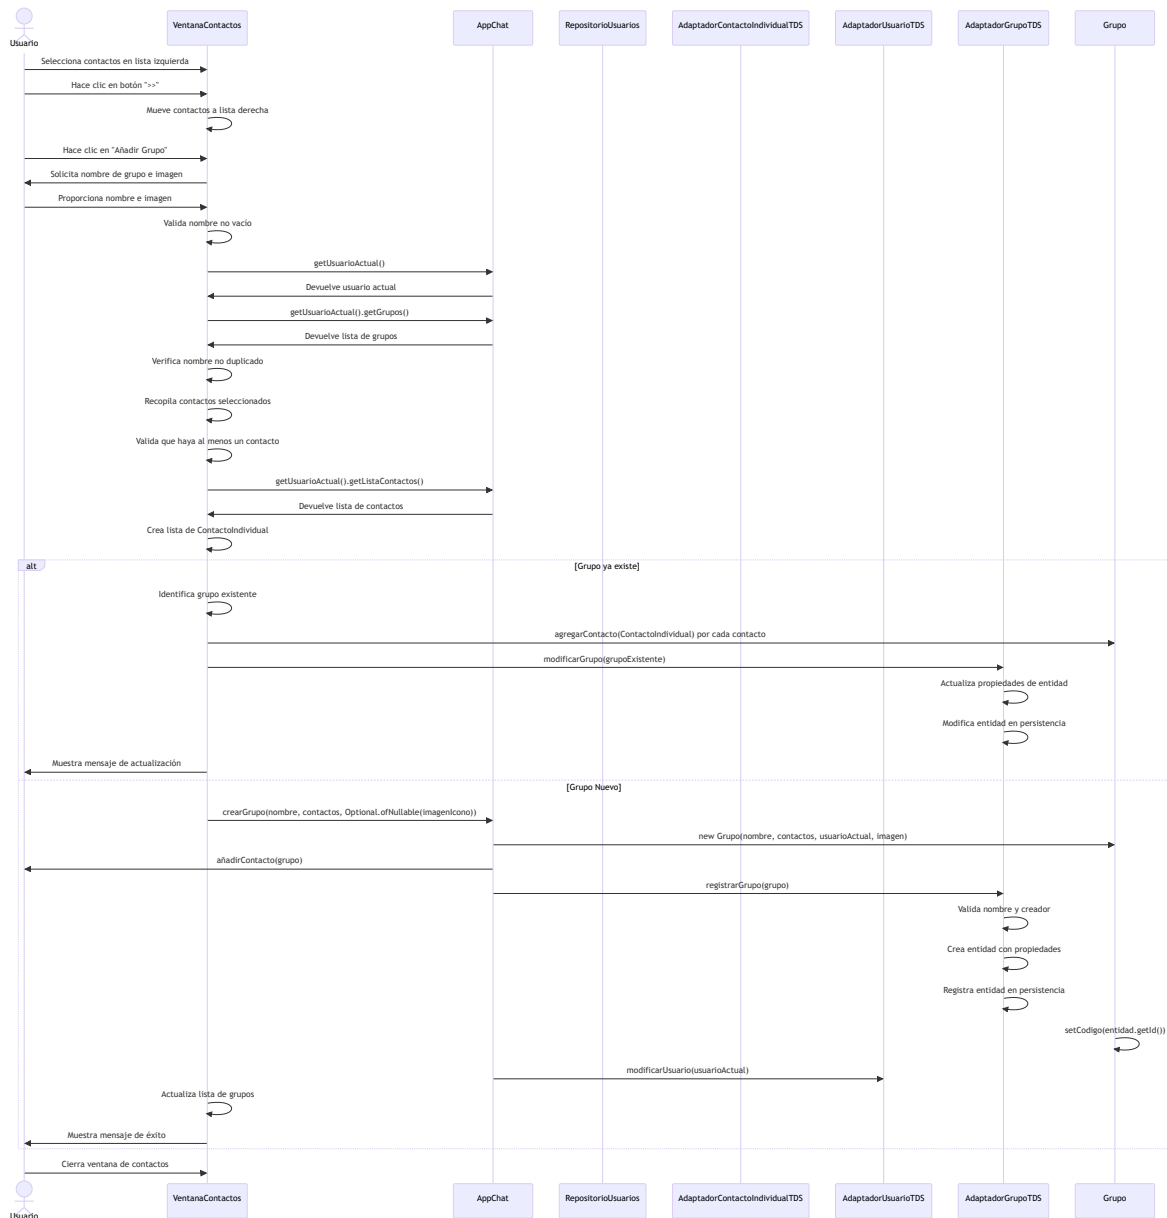 Usuario
VentanaContactos
AppChat
RepositorioUsuarios
AdaptadorContactoIndividualTDS
AdaptadorUsuarioTDS
AdaptadorGrupoTDS
Grupo
Selecciona contactos en lista izquierda
Hace clic en botón ">>"
Mueve contactos a lista derecha
Hace clic en "Añadir Grupo"
Solicita nombre de grupo e imagen
Proporciona nombre e imagen
Valida nombre no vacío
getUsuarioActual()
Devuelve usuario actual
getUsuarioActual().getGrupos()
Devuelve lista de grupos
Verifica nombre no duplicado
Recopila contactos seleccionados
Valida que haya al menos un contacto
getUsuarioActual().getListaContactos()
Devuelve lista de contactos
Crea lista de ContactoIndividual
alt
[Grupo ya existe]
Identifica grupo existente
agregarContacto(ContactoIndividual) por cada contacto
modificarGrupo(grupoExistente)
Actualiza propiedades de entidad
Modifica entidad en persistencia
Muestra mensaje de actualización
[Grupo Nuevo]
crearGrupo(nombre, contactos, Optional.ofNullable(imagenIcono))
new Grupo(nombre, contactos, usuarioActual, imagen)
añadirContacto(grupo)
registrarGrupo(grupo)
Valida nombre y creador
Crea entidad con propiedades
Registra entidad en persistencia
setCodigo(entidad.getId())
modificarUsuario(usuarioActual)
Actualiza lista de grupos
Muestra mensaje de éxito
Cierra ventana de contactos
Usuario
VentanaContactos
AppChat
RepositorioUsuarios
AdaptadorContactoIndividualTDS
AdaptadorUsuarioTDS
AdaptadorGrupoTDS
Grupo